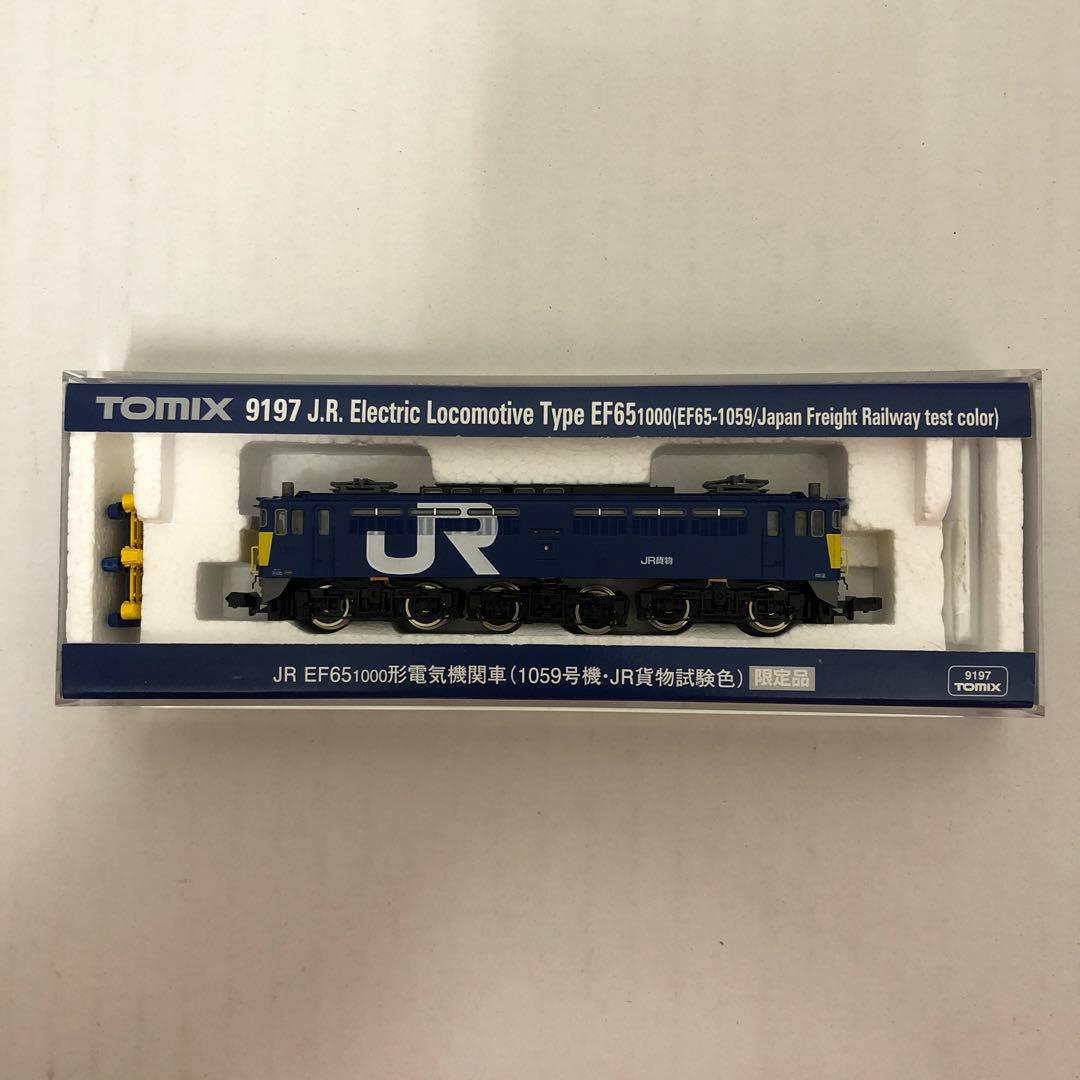 TOMIX 9197 J.R. Electric Locomotive Type EF651000(EF65-1059/Japan Freight Railway test color)
JR
JR貨物
JR EF651000形電気機関車(1059号機・JR貨物試験色) 限定品
9197
TOMIX